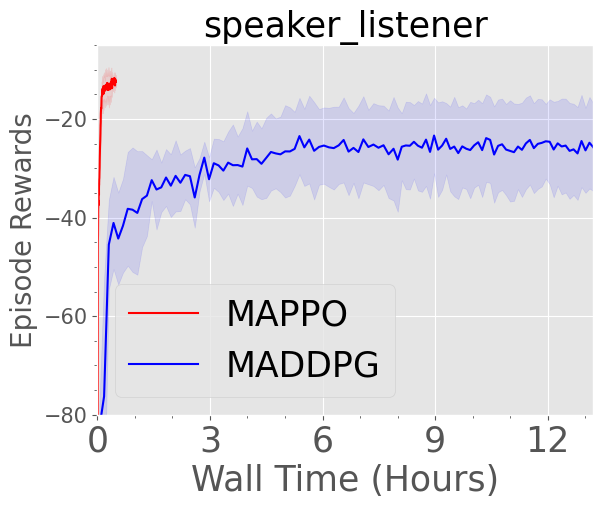 speaker_listener
Episode Rewards
−20
−40
−60
−80
MAPPO
MADDPG
0 3 6 9 12
Wall Time (Hours)